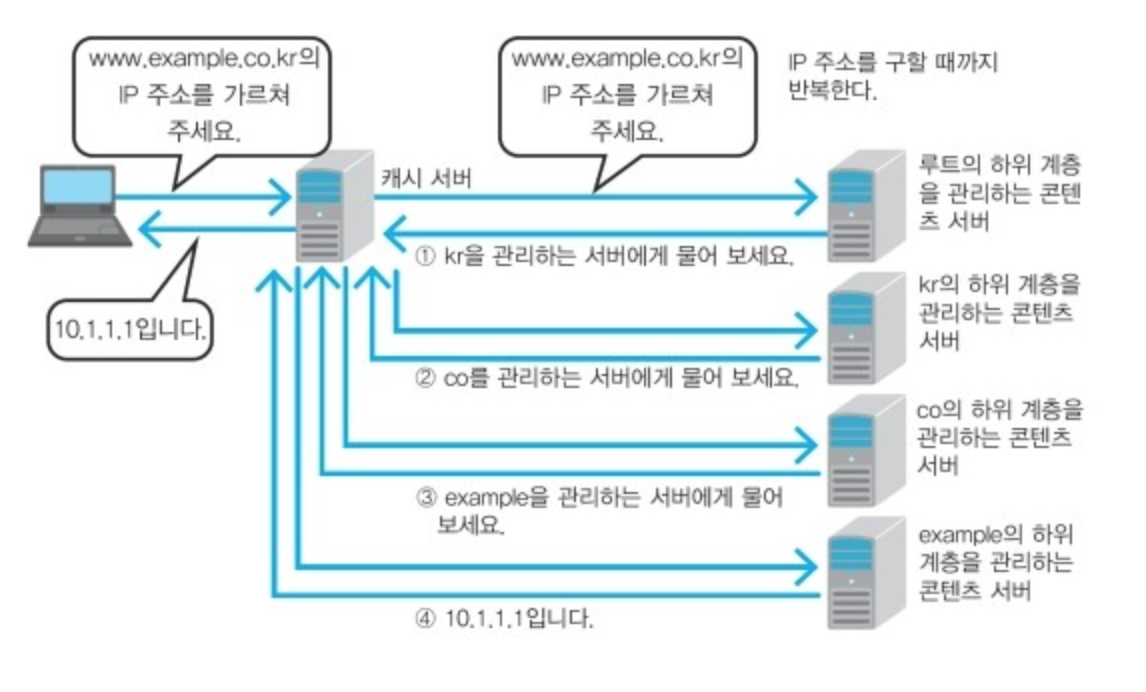 www.example.co.kr의
IP 주소를 가르쳐
주세요.
www.example.co.kr의
IP 주소를 가르쳐
주세요.
IP 주소를 구할 때까지
반복한다.
캐시 서버
루트의 하위 계층
을 관리하는 콘텐
츠 서버
① kr을 관리하는 서버에게 물어 보세요.
kr의 하위 계층을
관리하는 콘텐츠
서버
10.1.1.1입니다.
② co를 관리하는 서버에게 물어 보세요.
co의 하위 계층을
관리하는 콘텐츠
서버
③ example을 관리하는 서버에게 물어
보세요.
example의 하위
계층을 관리하는
콘텐츠 서버
④ 10.1.1.1입니다.